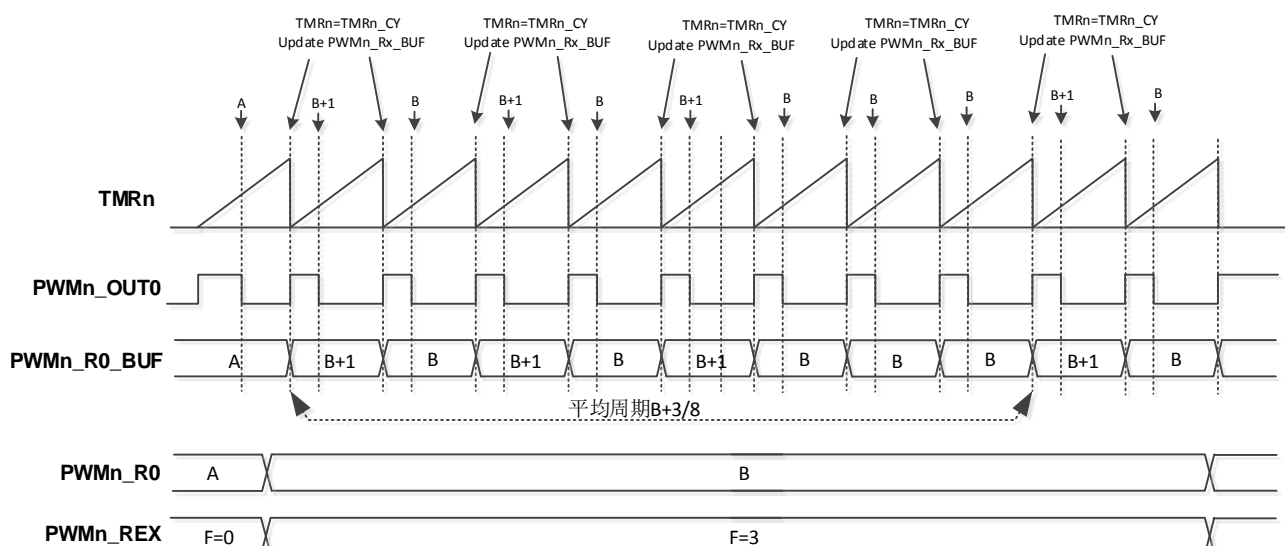 TMRn=TMRn_CY TMRn=TMRn_CY TMRn=TMRn_CY TMRn=TMRn_CY TMRn=TMRn_CY
Update PWMn_Rx_BUF Update PWMn_Rx_BUF Update PWMn_Rx_BUF Update PWMn_Rx_BUF Update PWMn_Rx_BUF
A B+1 B B+1 B B+1 B B B B+1 B
TMRn
PWMn_OUT0
PWMn_R0_BUF A B+1 B B+1 B B+1 B B B B+1 B
平均周期B+3/8
PWMn_R0 A B
PWMn_REX F=0 F=3